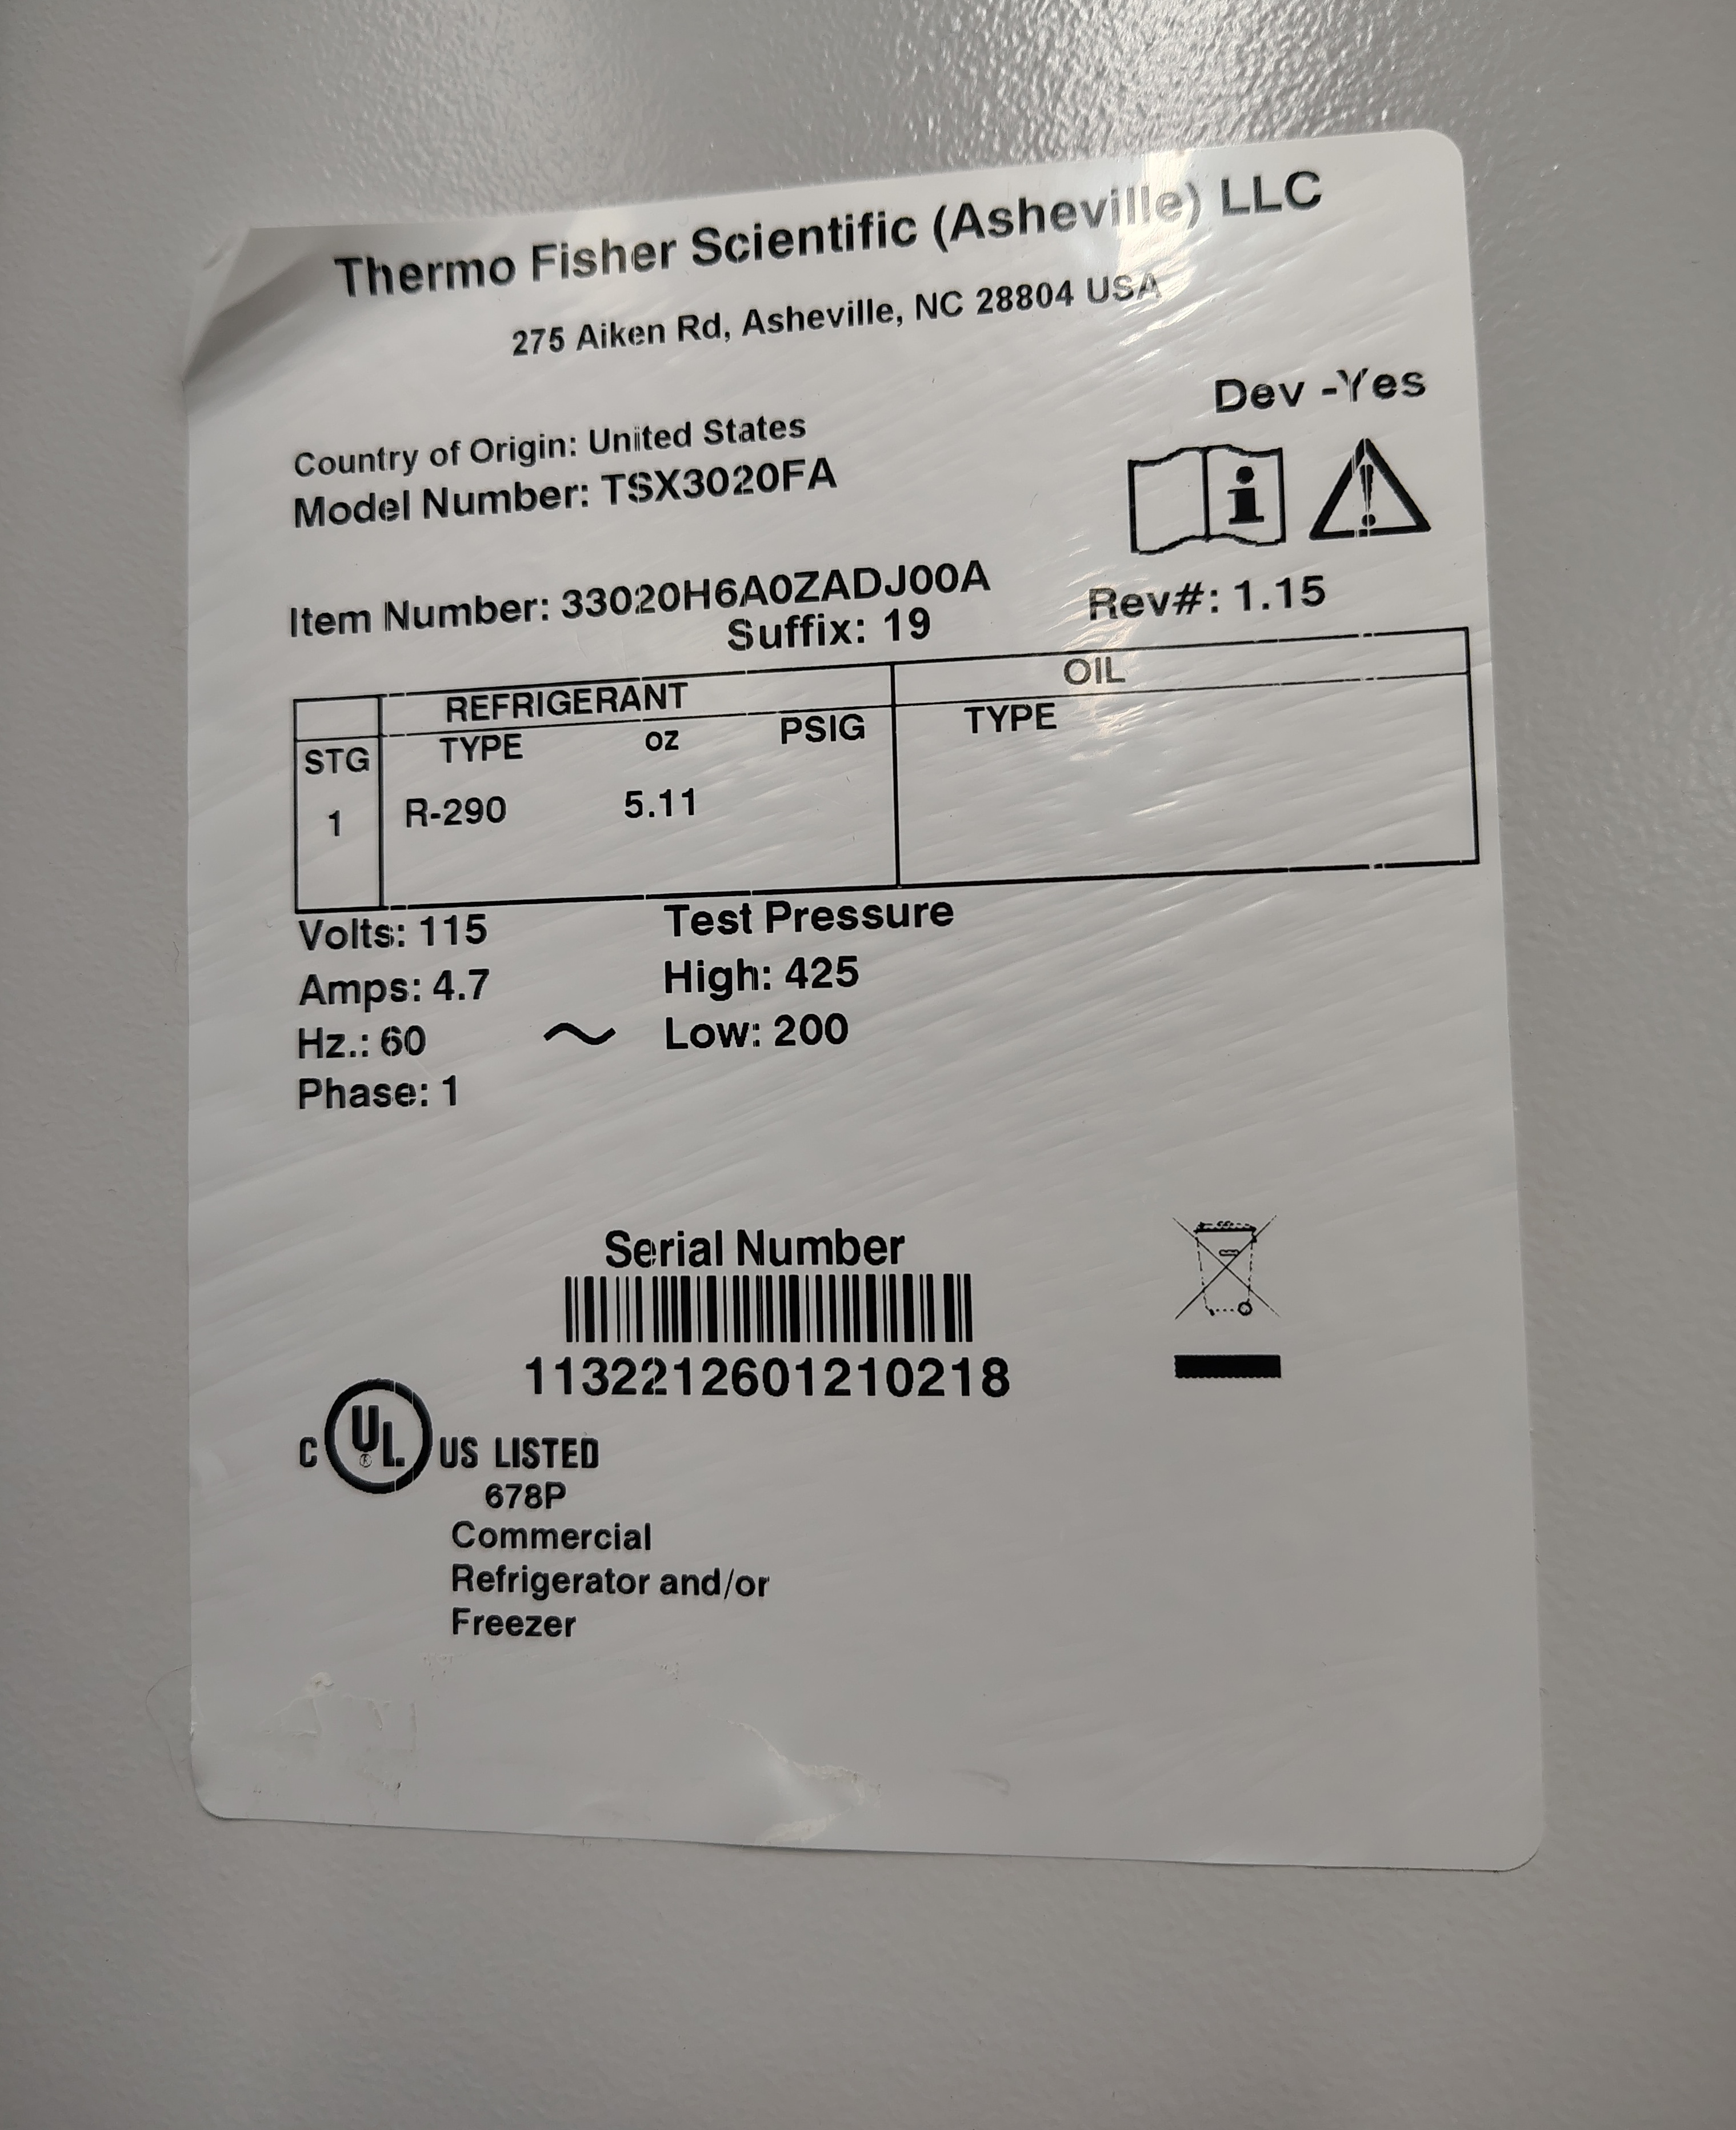 Thermo Fisher Scientific (Asheville) LLC
275 Aiken Rd, Asheville, NC 28804 USA
Dev -Yes
Country of Origin: United States
Model Number: TSX3020FA
Item Number: 33020H6A0ZADJ00A
Rev#: 1.15
Suffix: 19
REFRIGERANT OIL
STG TYPE oz PSIG TYPE
1 R-290 5.11
Volts: 115 Test Pressure
Amps: 4.7 High: 425
Hz.: 60 ~ Low: 200
Phase: 1
Serial Number
1132212601210218
C UL® US LISTED
678P
Commercial
Refrigerator and/or
Freezer